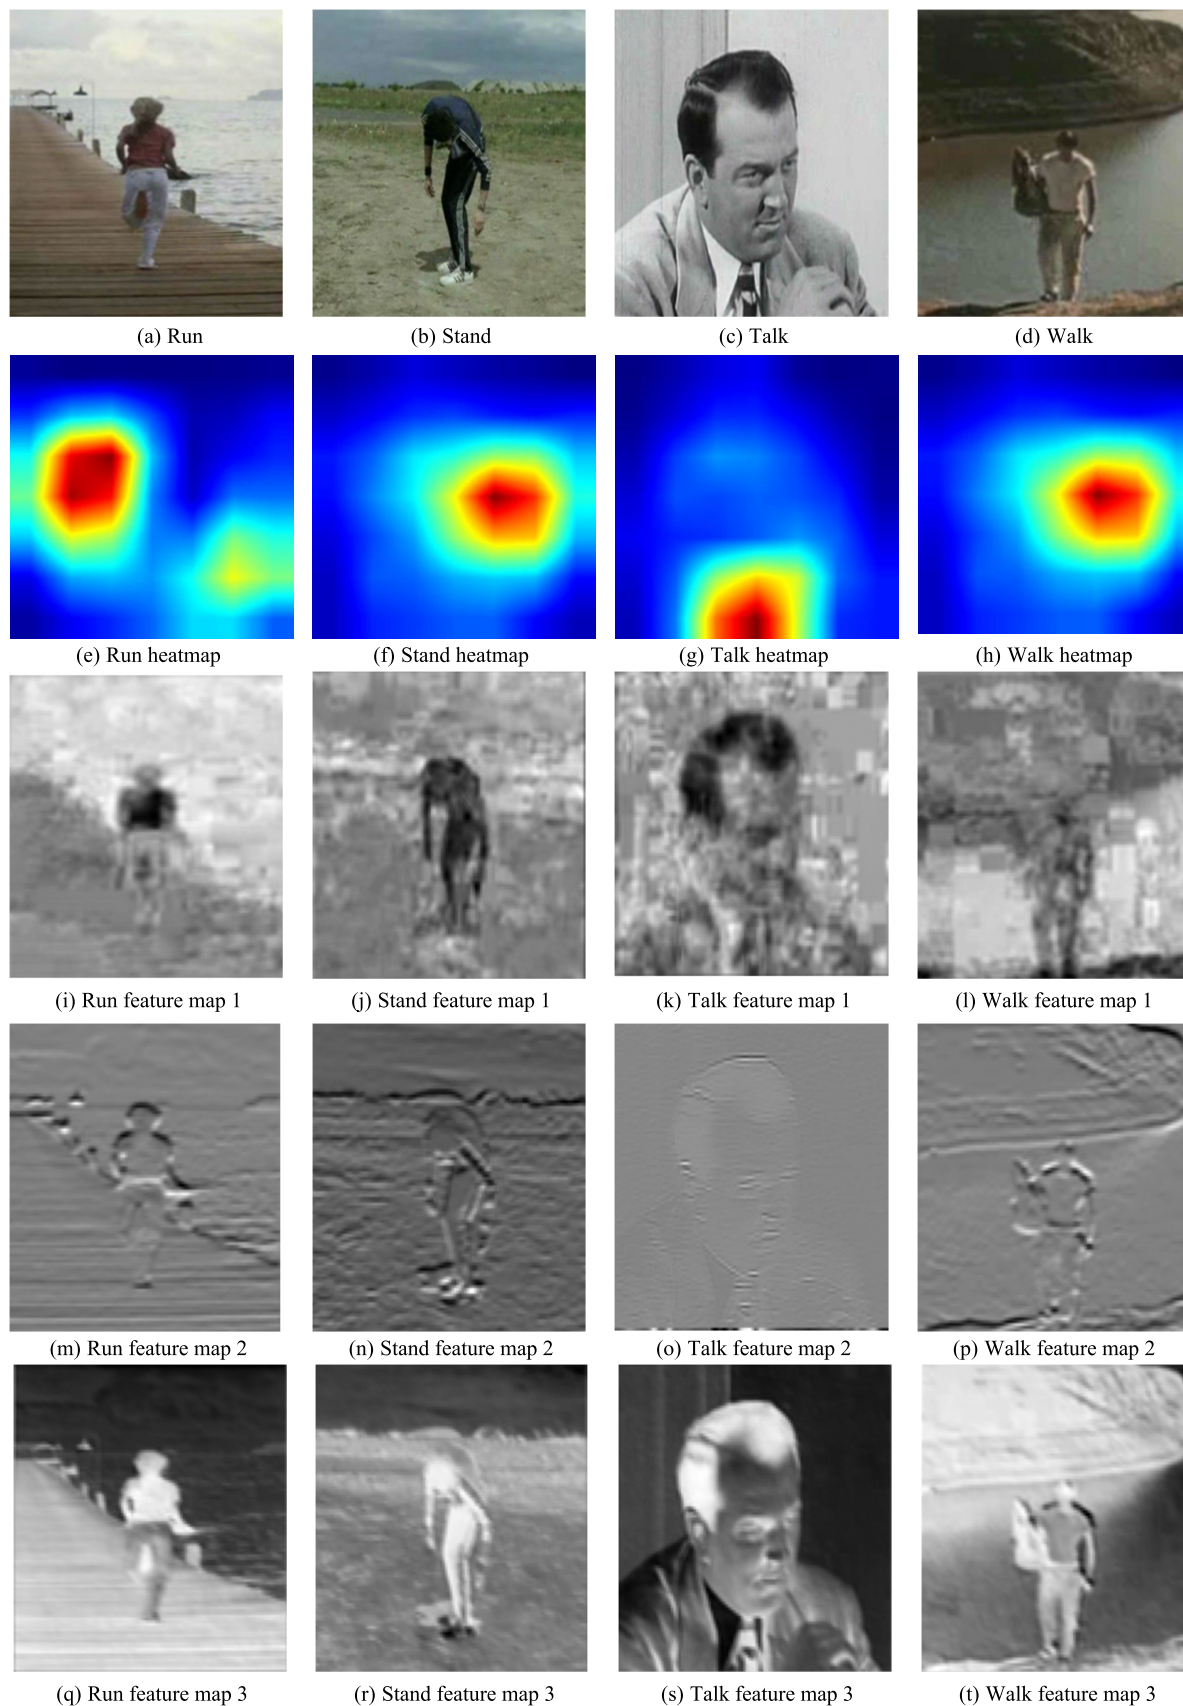 (a) Run
(b) Stand
(c) Talk
(d) Walk
(e) Run heatmap
(f) Stand heatmap
(g) Talk heatmap
(h) Walk heatmap
(i) Run feature map 1
(j) Stand feature map 1
(k) Talk feature map 1
(l) Walk feature map 1
(m) Run feature map 2
(n) Stand feature map 2
(o) Talk feature map 2
(p) Walk feature map 2
(q) Run feature map 3
(r) Stand feature map 3
(s) Talk feature map 3
(t) Walk feature map 3